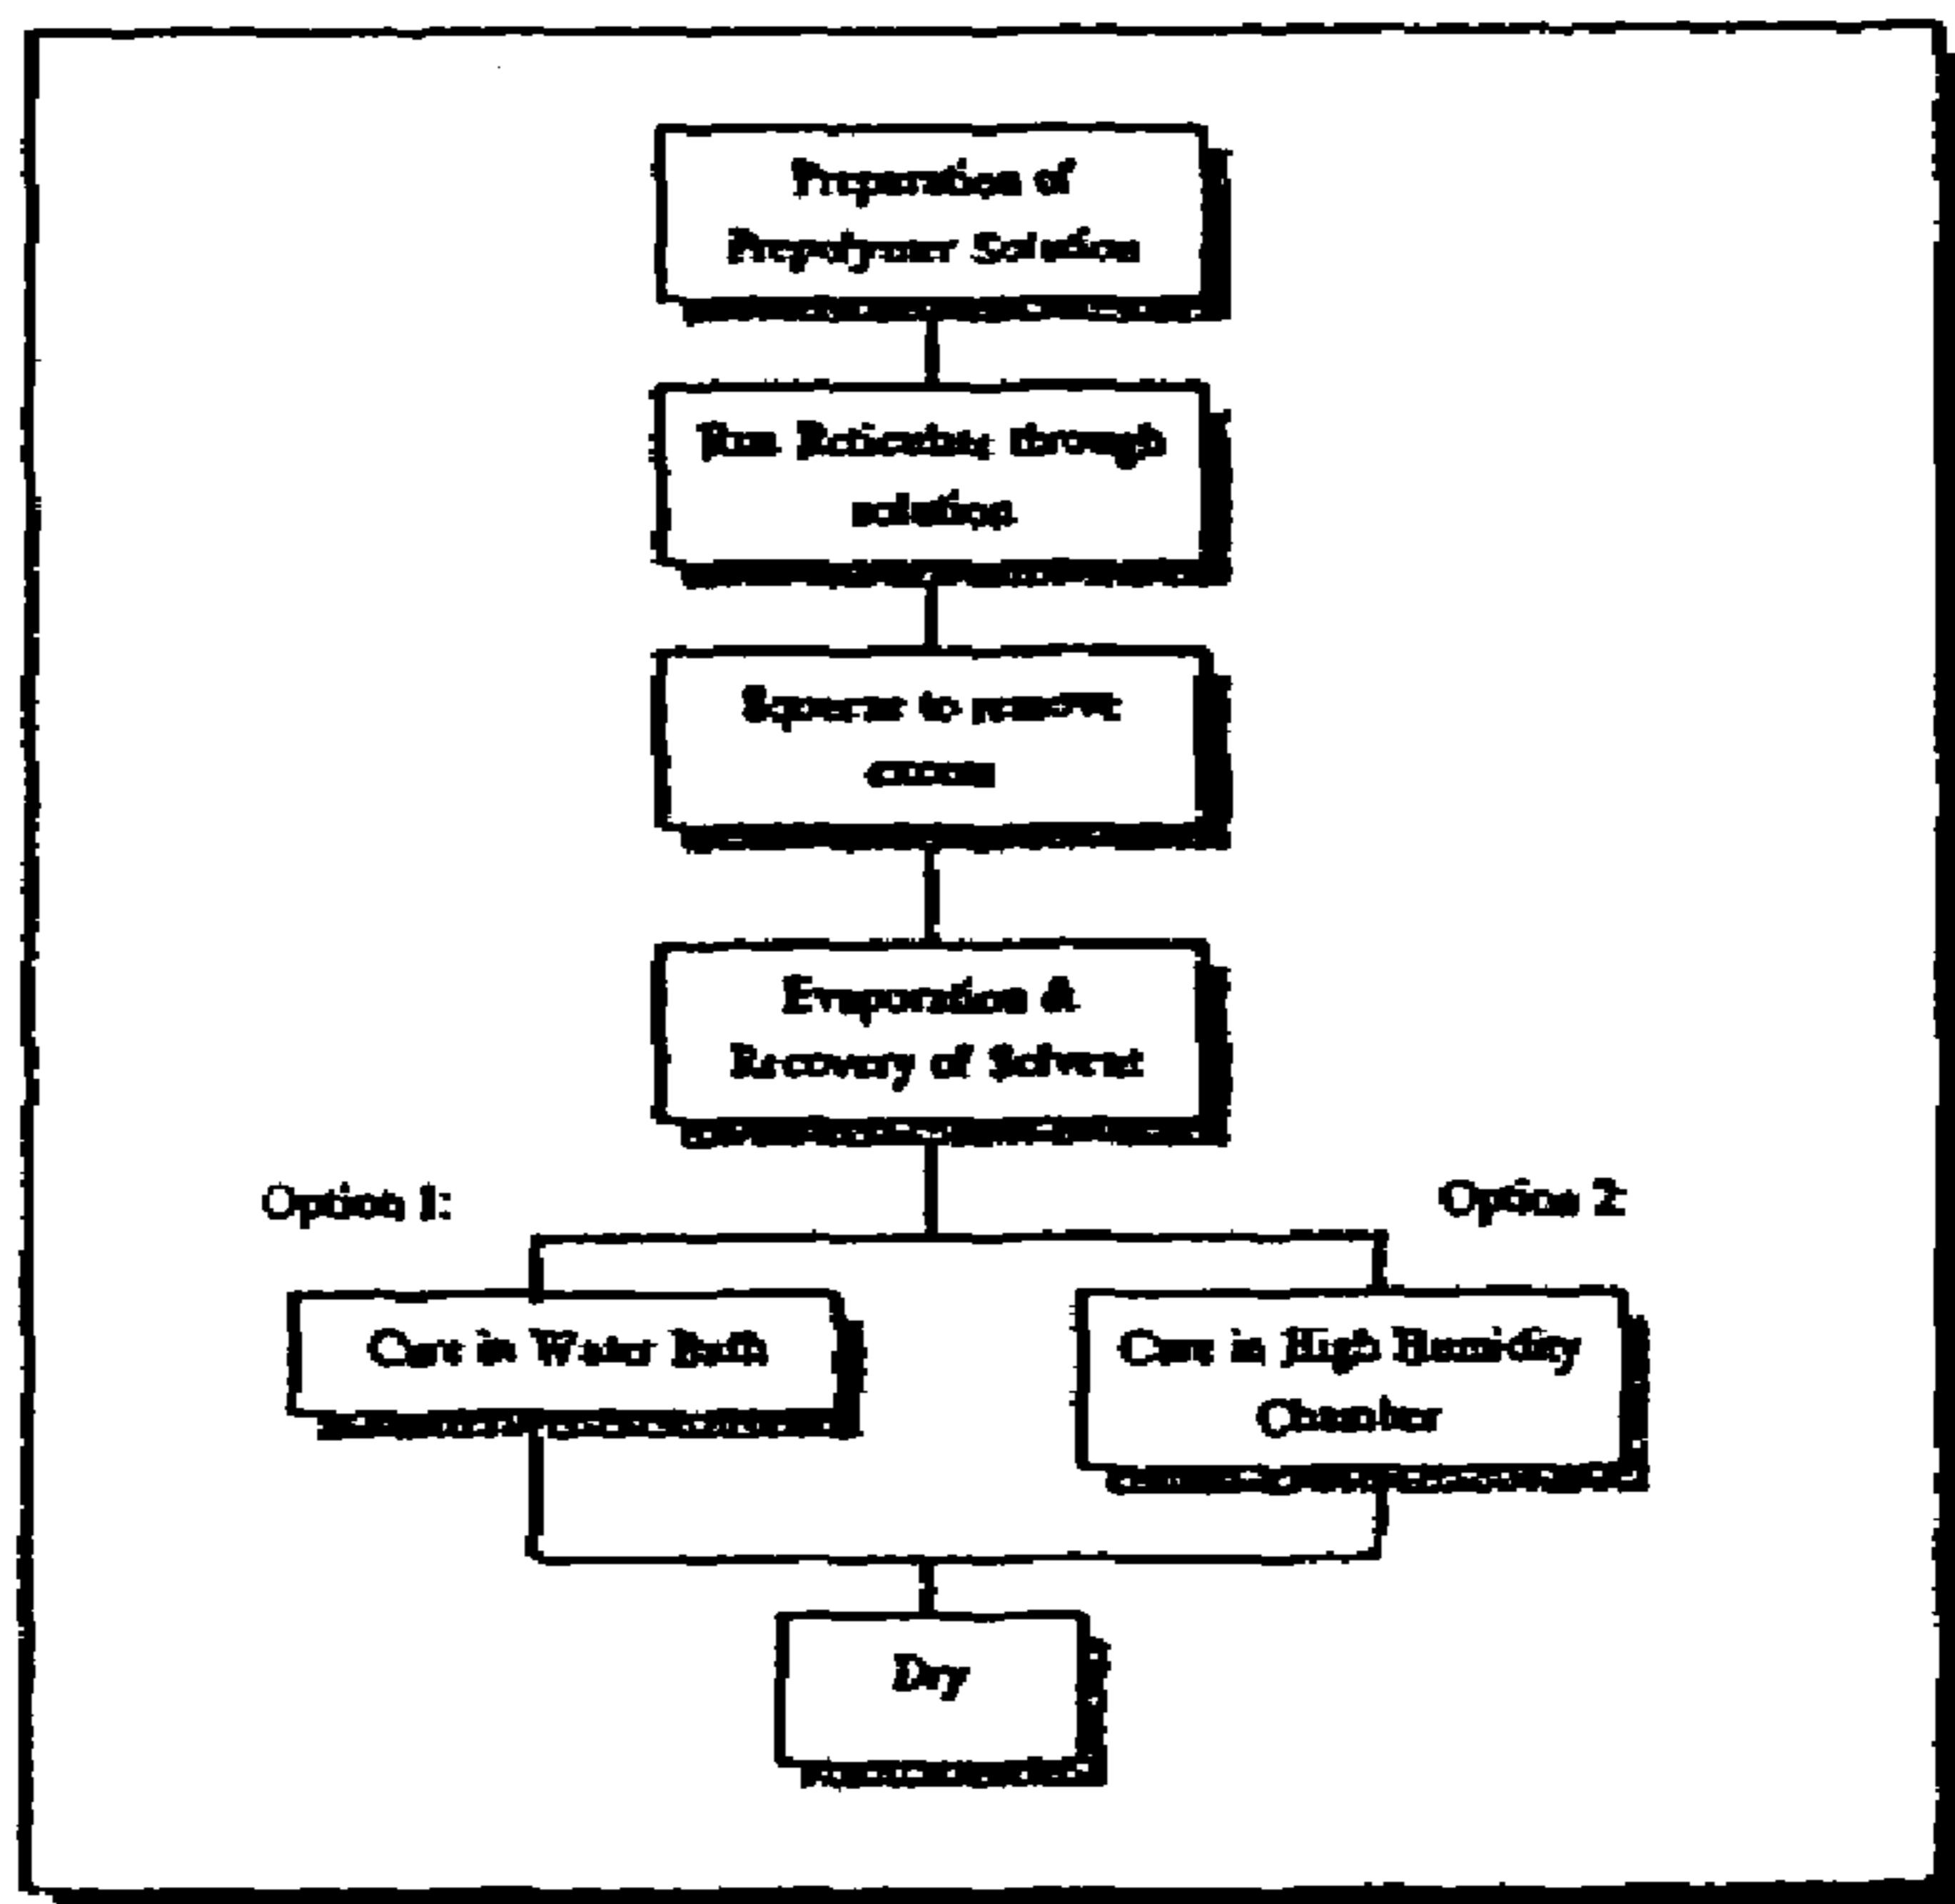 Preparation of
Prepolymer Solution
Run Reticulate through
solution
Squeeze to remove
excess
Evaporation &
Recovery of Solvent
Option 1:
Option 2:
Cure in Water Bath
Cure in High Humidity
Chamber
Dry